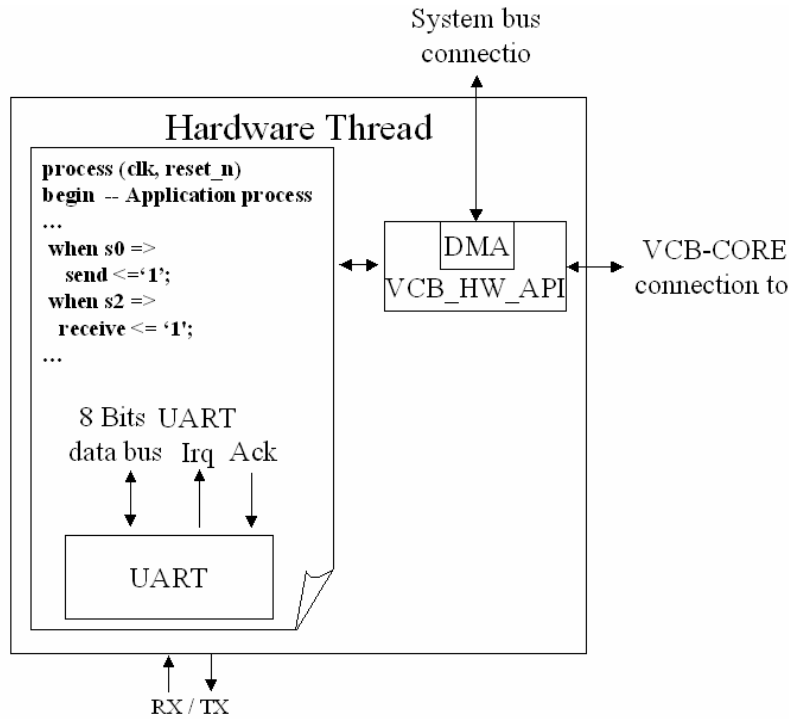 System bus
connectio
Hardware Thread
process (clk, reset_n)
begin -- Application process
...
when s0 =>
send <=‘1’;
when s2 =>
receive <= ‘1';
...
DMA
VCB_HW_API
VCB-CORE
connection to
8 Bits UART
data bus Irq Ack
UART
RX / TX